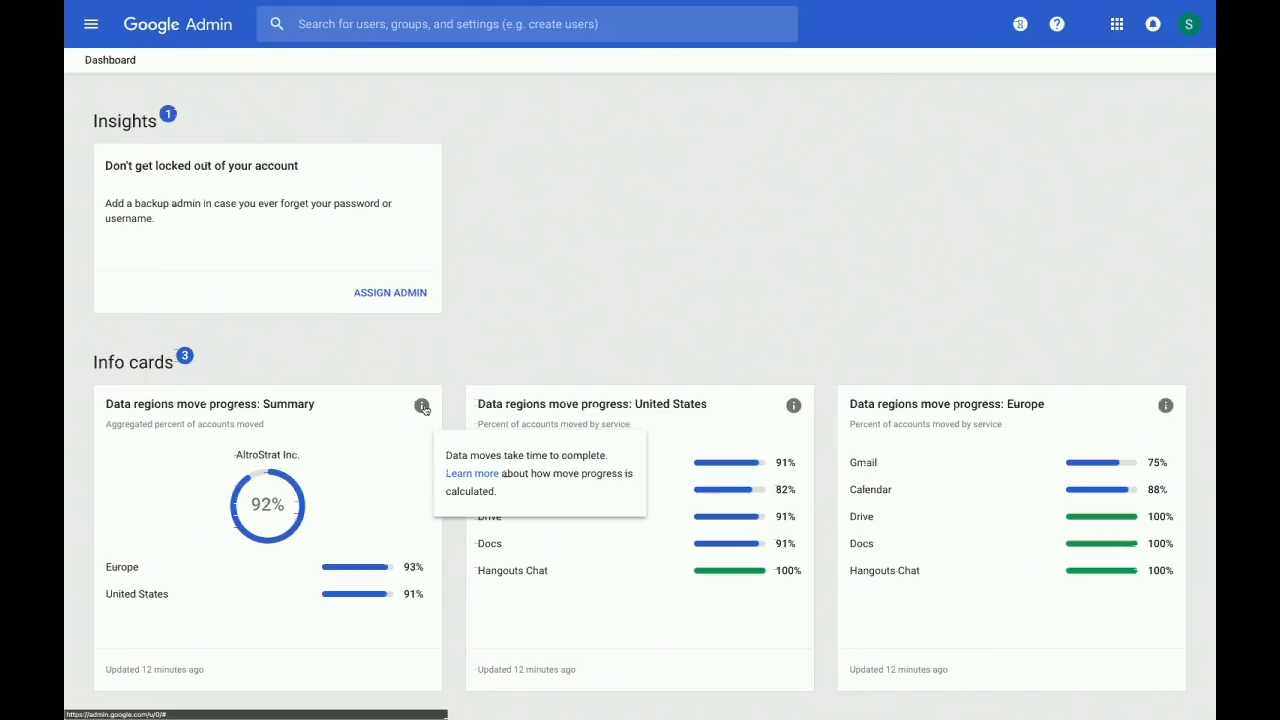 Google Admin
Search for users, groups, and settings (e.g. create users)
S
Dashboard
Insights 1
Don't get locked out of your account
Add a backup admin in case you ever forget your password or
username.
ASSIGN ADMIN
Info cards 3
Data regions move progress: Summary
Aggregated percent of accounts moved
AltroStrat Inc.
92%
Europe 93%
United States 91%
Updated 12 minutes ago
Data moves take time to complete.
Learn more about how move progress is
calculated.
Data regions move progress: United States
Percent of accounts moved by service
91%
82%
Drive 91%
Docs 91%
Hangouts Chat 100%
Updated 12 minutes ago
Data regions move progress: Europe
Percent of accounts moved by service
Gmail 75%
Calendar 88%
Drive 100%
Docs 100%
Hangouts Chat 100%
Updated 12 minutes ago
https://admin.google.com/u/0/#